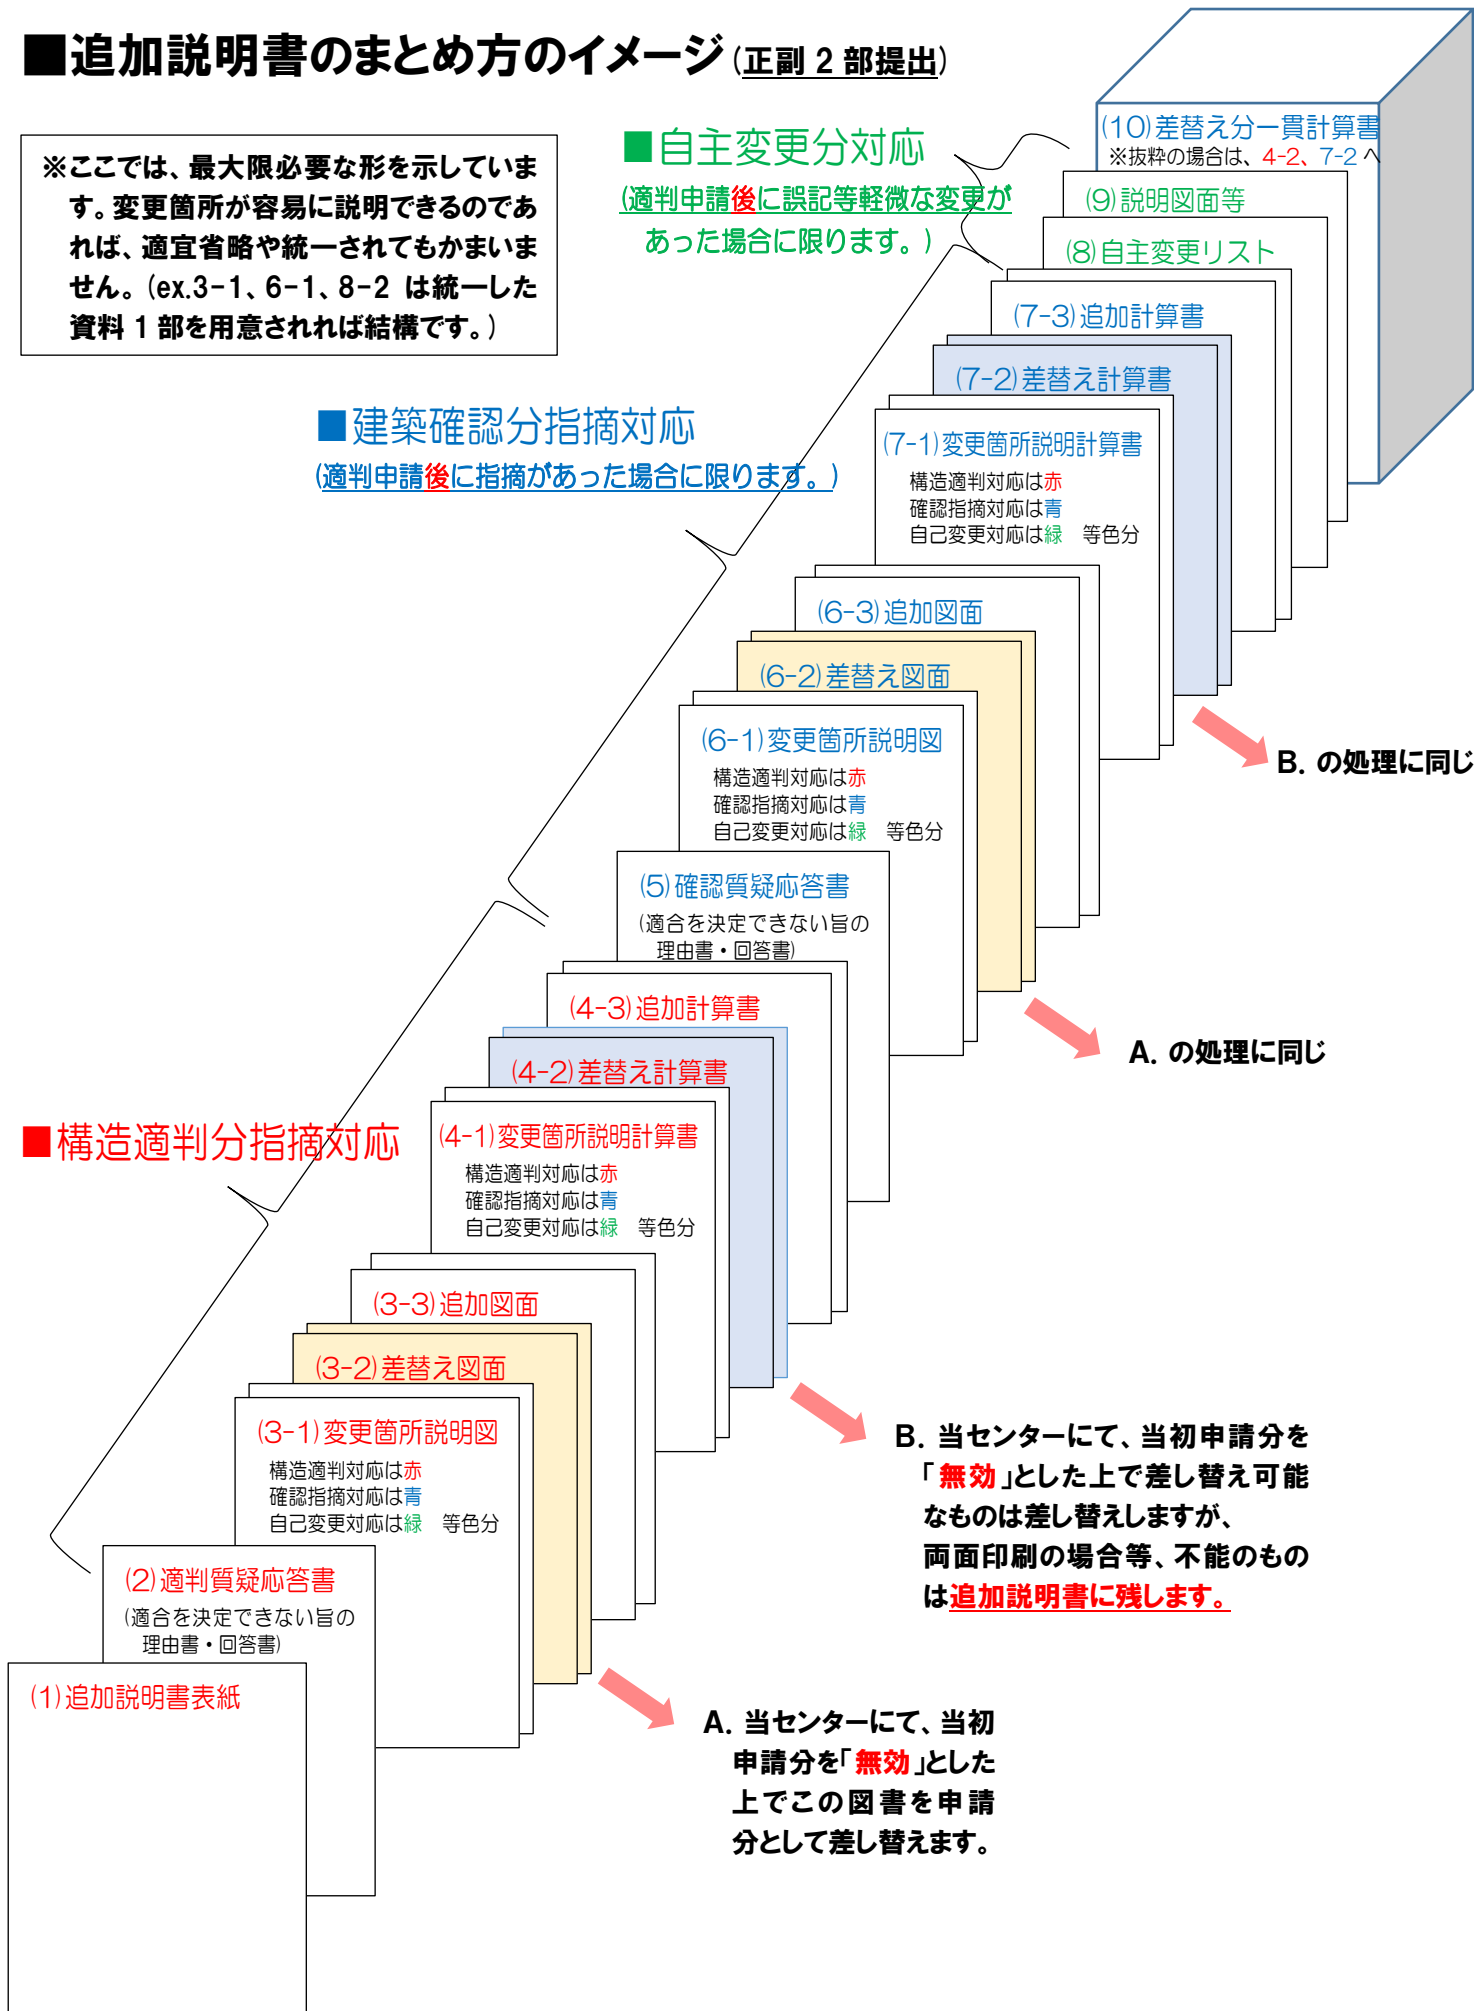 ■追加説明書のまとめ方のイメージ(正副 2 部提出)
※ここでは、最大限必要な形を示していま
す。変更箇所が容易に説明できるのであ
れば、適宜省略や統一されてもかまいま
せん。(ex.3-1、6-1、8-2 は統一した
資料 1 部を用意されれば結構です。)
■自主変更分対応
(適判申請後に誤記等軽微な変更が
あった場合に限ります。)
■建築確認分指摘対応
(適判申請後に指摘があった場合に限ります。)
■構造適判分指摘対応
(10)差替え分一貫計算書
※抜粋の場合は、4-2、7-2 へ
(9)説明図面等
(8)自主変更リスト
(7-3)追加計算書
(7-2)差替え計算書
(7-1)変更箇所説明計算書
構造適判対応は赤
確認指摘対応は青
自己変更対応は緑 等色分
B. の処理に同じ
(6-3)追加図面
(6-2)差替え図面
(6-1)変更箇所説明図
構造適判対応は赤
確認指摘対応は青
自己変更対応は緑 等色分
A. の処理に同じ
(5)確認質疑応答書
(適合を決定できない旨の
理由書・回答書)
(4-3)追加計算書
(4-2)差替え計算書
(4-1)変更箇所説明計算書
構造適判対応は赤
確認指摘対応は青
自己変更対応は緑 等色分
B. 当センターにて、当初申請分を
「無効」とした上で差し替え可能
なものは差し替えしますが、
両面印刷の場合等、不能のもの
は追加説明書に残します。
(3-3)追加図面
(3-2)差替え図面
(3-1)変更箇所説明図
構造適判対応は赤
確認指摘対応は青
自己変更対応は緑 等色分
A. 当センターにて、当初
申請分を「無効」とした
上でこの図書を申請
分として差し替えます。
(2)適判質疑応答書
(適合を決定できない旨の
理由書・回答書)
(1)追加説明書表紙